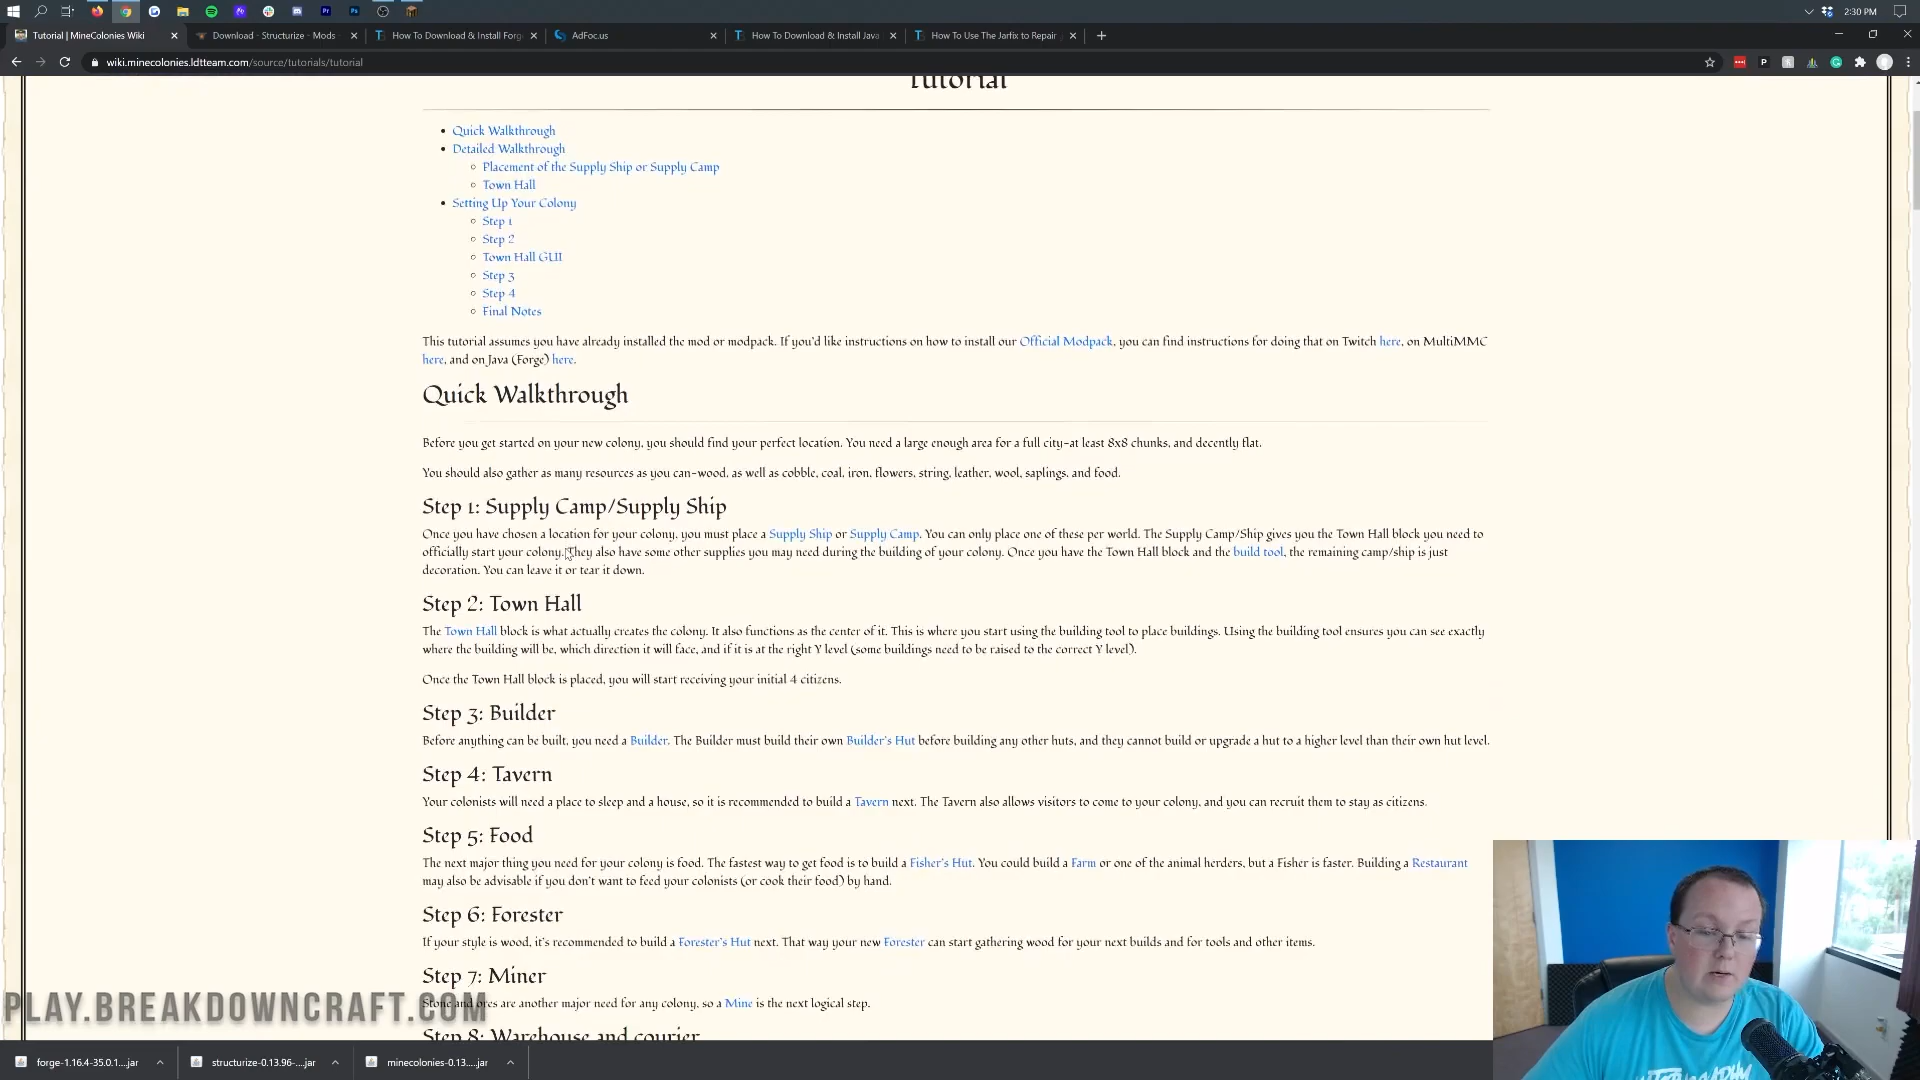 2:30 PM
Tutorial | MineColonies Wiki
Download - Structurize - Mods
How To Download & Install Forg
AdFoc.us
How To Download & Install Java
How To Use The Jarfix to Repair
wiki.minecolonies.ldtteam.com/source/tutorials/tutorial
Tutorial
Quick Walkthrough
Detailed Walkthrough
Placement of the Supply Ship or Supply Camp
Town Hall
Setting Up Your Colony
Step 1
Step 2
Town Hall GUI
Step 3
Step 4
Final Notes
This tutorial assumes you have already installed the mod or modpack. If you'd like instructions on how to install our Official Modpack, you can find instructions for doing that on Twitch here, on MultiMMC
here, and on Java (Forge) here.
Quick Walkthrough
Before you get started on your new colony, you should find your perfect location. You need a large enough area for a full city–at least 8x8 chunks, and decently flat.
You should also gather as many resources as you can–wood, as well as cobble, coal, iron, flowers, string, leather, wool, saplings, and food.
Step 1: Supply Camp/Supply Ship
Once you have chosen a location for your colony, you must place a Supply Ship or Supply Camp. You can only place one of these per world. The Supply Camp/Ship gives you the Town Hall block you need to
officially start your colony. They also have some other supplies you may need during the building of your colony. Once you have the Town Hall block and the build tool, the remaining camp/ship is just
decoration. You can leave it or tear it down.
Step 2: Town Hall
The Town Hall block is what actually creates the colony. It also functions as the center of it. This is where you start using the building tool to place buildings. Using the building tool ensures you can see exactly
where the building will be, which direction it will face, and if it is at the right Y level (some buildings need to be raised to the correct Y level).
Once the Town Hall block is placed, you will start receiving your initial 4 citizens.
Step 3: Builder
Before anything can be built, you need a Builder. The Builder must build their own Builder's Hut before building any other huts, and they cannot build or upgrade a hut to a higher level than their own hut level.
Step 4: Tavern
Your colonists will need a place to sleep and a house, so it is recommended to build a Tavern next. The Tavern also allows visitors to come to your colony, and you can recruit them to stay as citizens.
Step 5: Food
The next major thing you need for your colony is food. The fastest way to get food is to build a Fisher's Hut. You could build a Farm or one of the animal herders, but a Fisher is faster. Building a Restaurant
may also be advisable if you don't want to feed your colonists (or cook their food) by hand.
Step 6: Forester
If your style is wood, it's recommended to build a Forester's Hut next. That way your new Forester can start gathering wood for your next builds and for tools and other items.
Step 7: Miner
Stone and ores are another major need for any colony, so a Mine is the next logical step.
PLAY.BREAKDOWNCRAFT.COM
Step 8: Warehouse and courier
forge-1.16.4-35.0.1....jar
structurize-0.13.96-....jar
minecolonies-0.13....jar